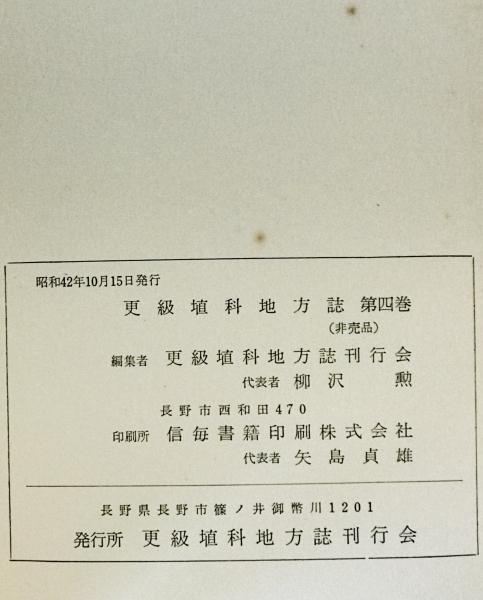 昭和42年10月15日発行
更級埴科地方誌 第四巻
(非売品)
編集者 更級埴科地方誌刊行会
代表者 柳沢 勲
長野市西和田470
印刷所 信毎書籍印刷株式会社
代表者 矢島貞雄
長野県長野市篠ノ井御幣川1201
発行所 更級埴科地方誌刊行会